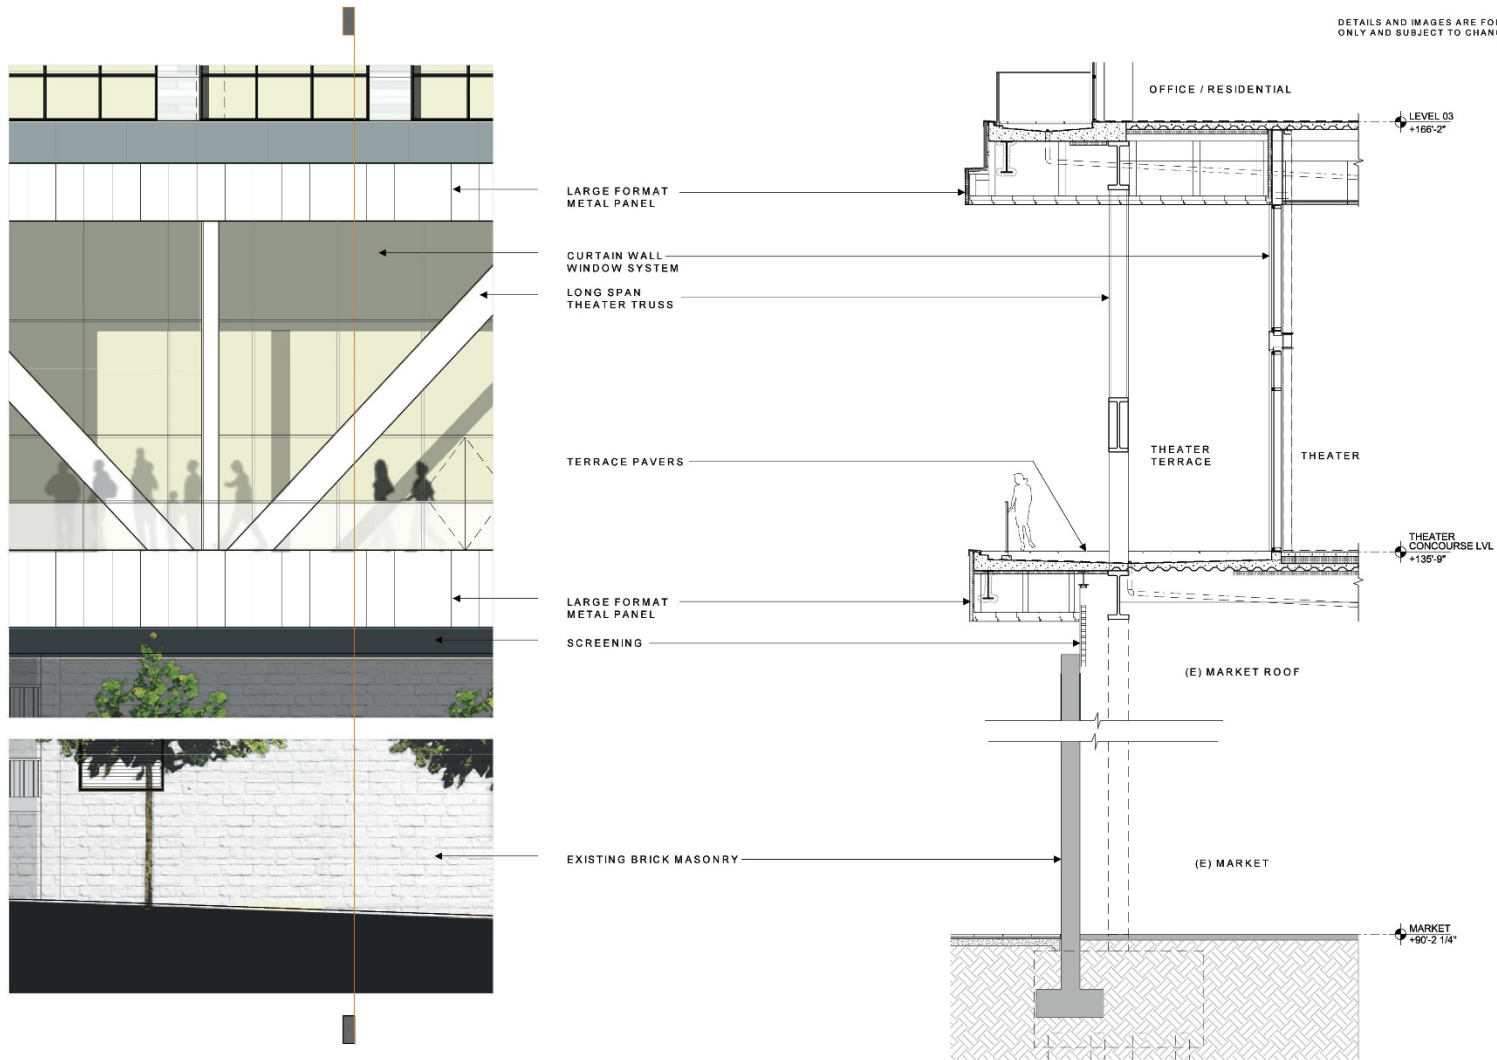 DETAILS AND IMAGES ARE FO
ONLY AND SUBJECT TO CHAN
OFFICE / RESIDENTIAL
LEVEL 03
+166'-2"
LARGE FORMAT
METAL PANEL
CURTAIN WALL
WINDOW SYSTEM
LONG SPAN
THEATER TRUSS
TERRACE PAVERS
THEATER
TERRACE
THEATER
THEATER
CONCOURSE LVL
+135'-9"
LARGE FORMAT
METAL PANEL
SCREENING
(E) MARKET ROOF
EXISTING BRICK MASONRY
(E) MARKET
MARKET
+90'-2 1/4"